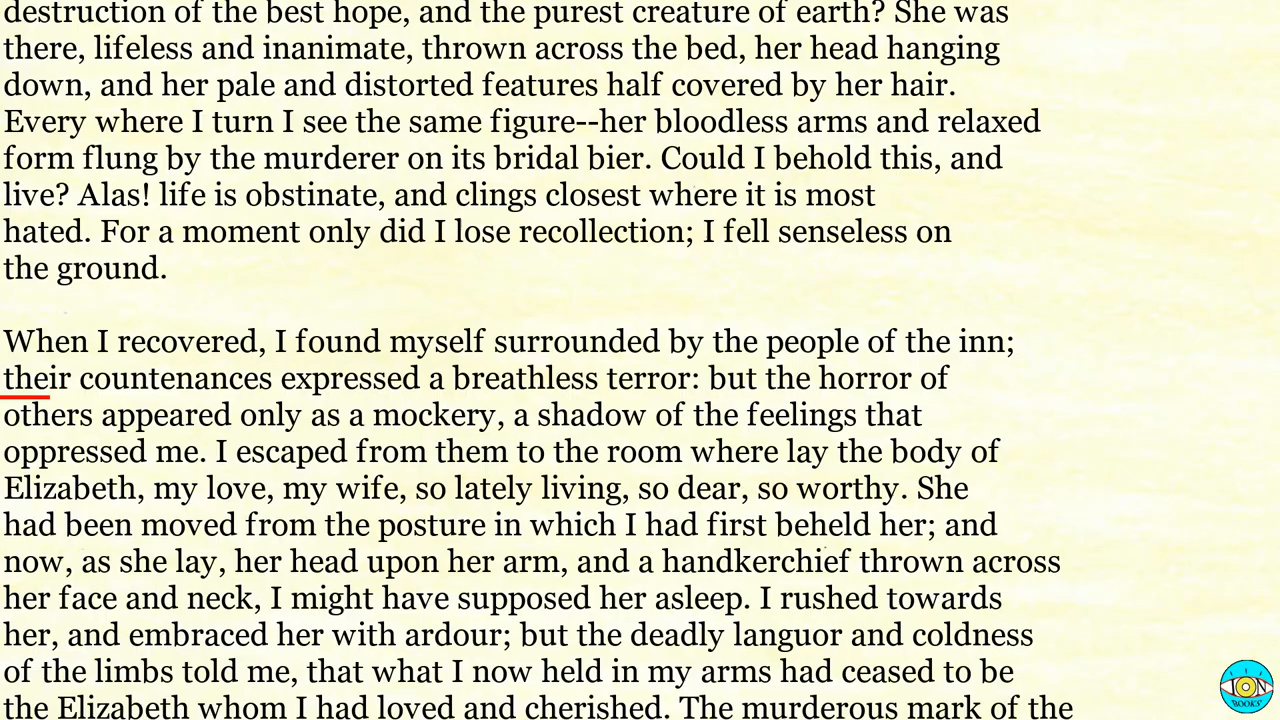 destruction of the best hope, and the purest creature of earth? She was
there, lifeless and inanimate, thrown across the bed, her head hanging
down, and her pale and distorted features half covered by her hair.
Every where I turn I see the same figure--her bloodless arms and relaxed
form flung by the murderer on its bridal bier. Could I behold this, and
live? Alas! life is obstinate, and clings closest where it is most
hated. For a moment only did I lose recollection; I fell senseless on
the ground.
When I recovered, I found myself surrounded by the people of the inn;
their countenances expressed a breathless terror: but the horror of
others appeared only as a mockery, a shadow of the feelings that
oppressed me. I escaped from them to the room where lay the body of
Elizabeth, my love, my wife, so lately living, so dear, so worthy. She
had been moved from the posture in which I had first beheld her; and
now, as she lay, her head upon her arm, and a handkerchief thrown across
her face and neck, I might have supposed her asleep. I rushed towards
her, and embraced her with ardour; but the deadly languor and coldness
of the limbs told me, that what I now held in my arms had ceased to be
the Elizabeth whom I had loved and cherished. The murderous mark of the
ION
BOOKS